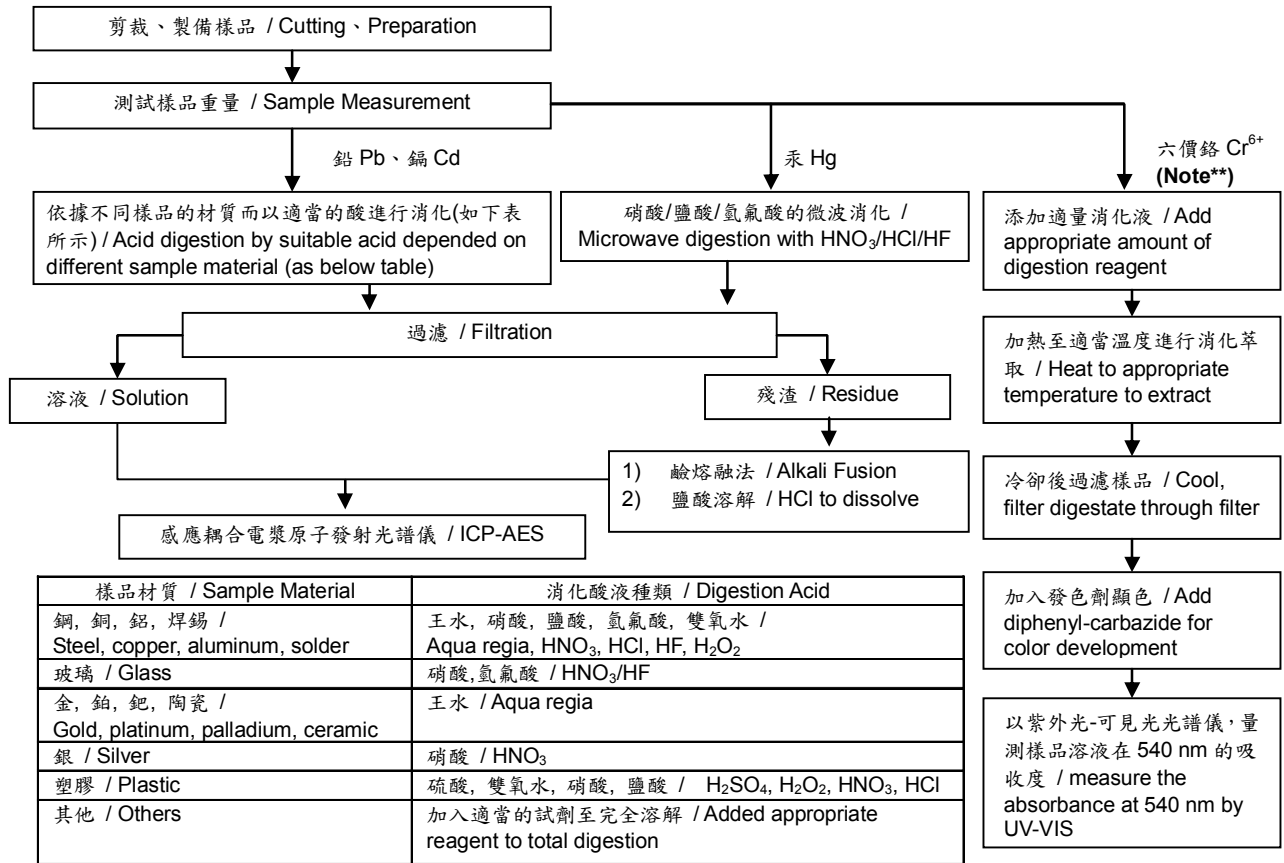 剪裁、製備樣品 / Cutting、Preparation
測試樣品重量 / Sample Measurement
鉛 Pb、鎘 Cd
汞 Hg
六價鉻 Cr6+
(Note**)
依據不同樣品的材質而以適當的酸進行消化(如下表
所示) / Acid digestion by suitable acid depended on
different sample material (as below table)
硝酸/鹽酸/氫氟酸的微波消化 /
Microwave digestion with HNO3/HCl/HF
添加適量消化液 / Add
appropriate amount of
digestion reagent
過濾 / Filtration
加熱至適當溫度進行消化萃
取 / Heat to appropriate
temperature to extract
溶液 / Solution
殘渣 / Residue
1) 鹼熔融法 / Alkali Fusion
2) 鹽酸溶解 / HCl to dissolve
冷卻後過濾樣品 / Cool,
filter digestate through filter
感應耦合電漿原子發射光譜儀 / ICP-AES
加入發色劑顯色 / Add
diphenyl-carbazide for
color development
以紫外光-可見光光譜儀，量
測樣品溶液在 540 nm 的吸
收度 / measure the
absorbance at 540 nm by
UV-VIS
樣品材質 / Sample Material
消化酸液種類 / Digestion Acid
鋼, 銅, 鋁, 焊錫 /
Steel, copper, aluminum, solder
王水, 硝酸, 鹽酸, 氫氟酸, 雙氧水 /
Aqua regia, HNO3, HCl, HF, H2O2
玻璃 / Glass
硝酸,氫氟酸 / HNO3/HF
金, 鉑, 鈀, 陶瓷 /
Gold, platinum, palladium, ceramic
王水 / Aqua regia
銀 / Silver
硝酸 / HNO3
塑膠 / Plastic
硫酸, 雙氧水, 硝酸, 鹽酸 / H2SO4, H2O2, HNO3, HCl
其他 / Others
加入適當的試劑至完全溶解 / Added appropriate
reagent to total digestion